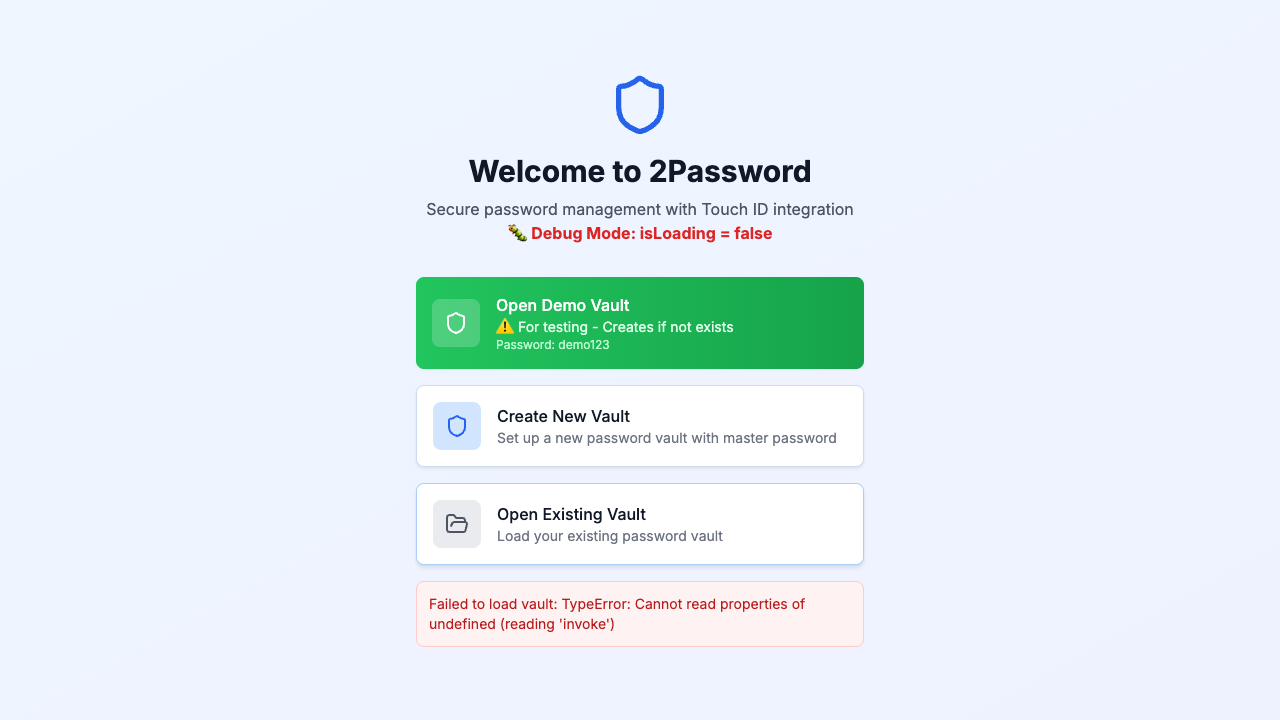 Welcome to 2Password
Secure password management with Touch ID integration
🐛 Debug Mode: isLoading = false
Open Demo Vault
⚠️ For testing - Creates if not exists
Password: demo123
Create New Vault
Set up a new password vault with master password
Open Existing Vault
Load your existing password vault
Failed to load vault: TypeError: Cannot read properties of
undefined (reading 'invoke')